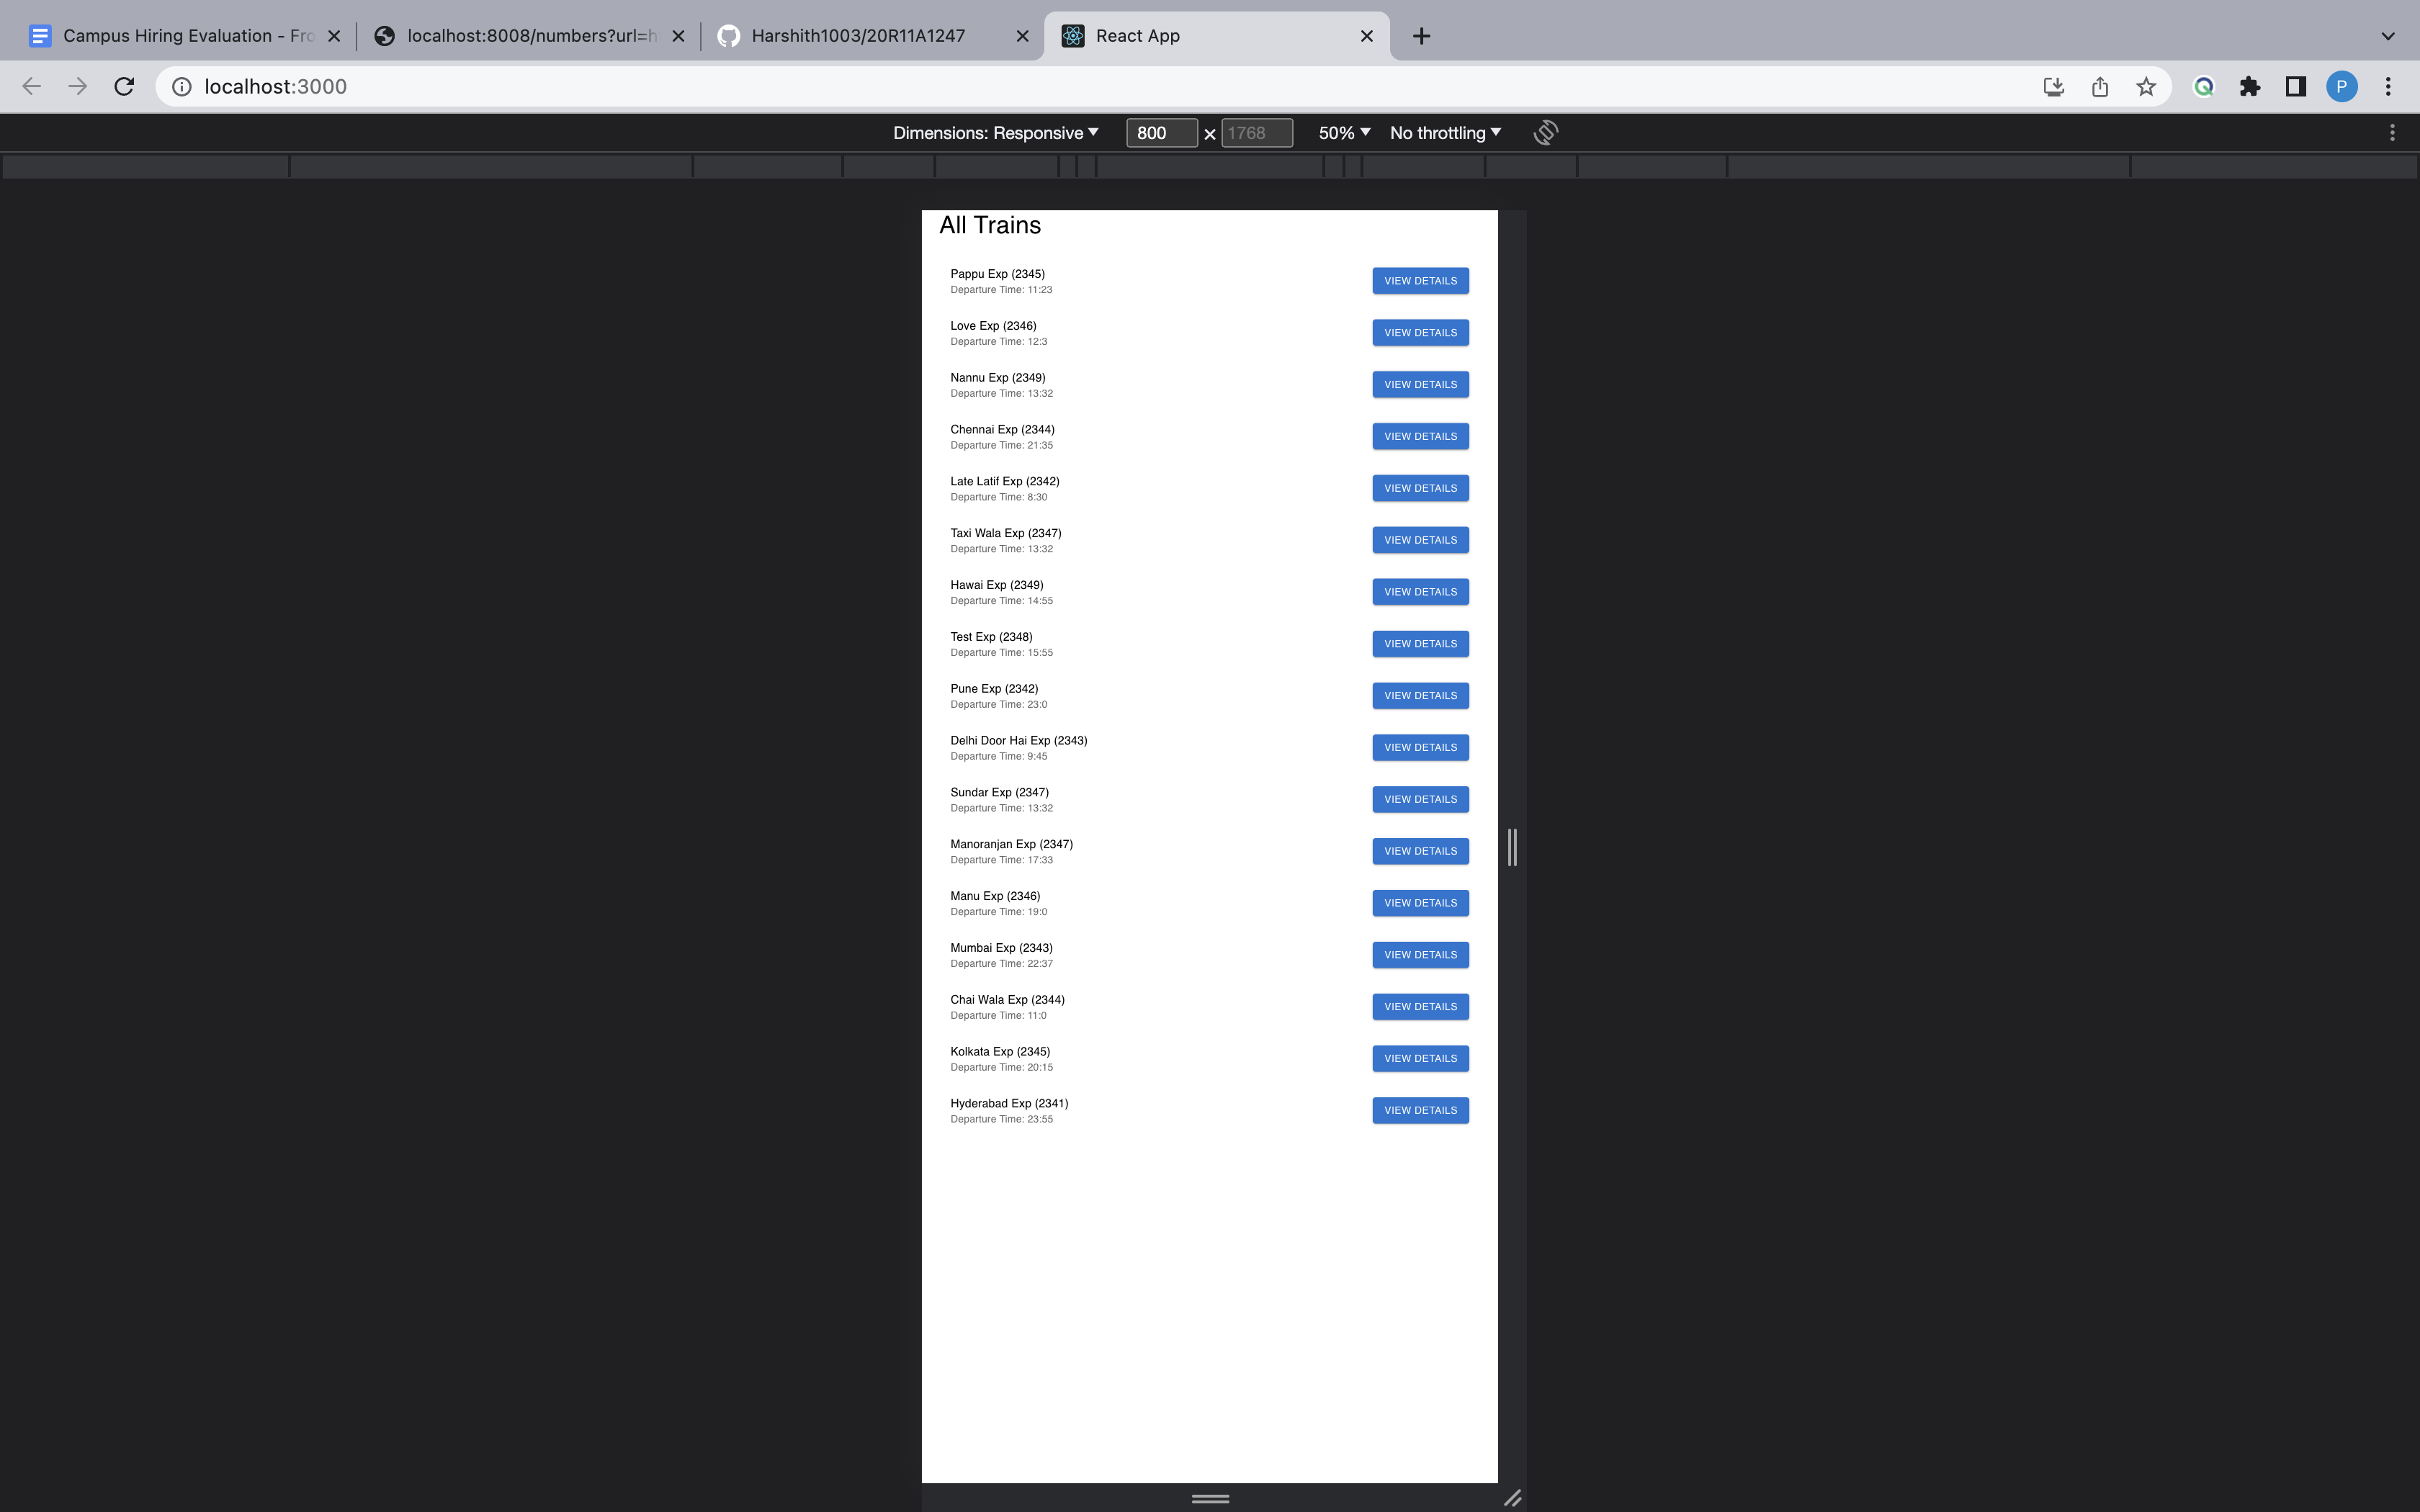 Campus Hiring Evaluation - Fro
localhost:8008/numbers?url=h
Harshith1003/20R11A1247
React App
localhost:3000
P
Dimensions: Responsive 800 × 1768 50% No throttling
All Trains
Pappu Exp (2345)
Departure Time: 11:23
VIEW DETAILS
Love Exp (2346)
Departure Time: 12:3
VIEW DETAILS
Nannu Exp (2349)
Departure Time: 13:32
VIEW DETAILS
Chennai Exp (2344)
Departure Time: 21:35
VIEW DETAILS
Late Latif Exp (2342)
Departure Time: 8:30
VIEW DETAILS
Taxi Wala Exp (2347)
Departure Time: 13:32
VIEW DETAILS
Hawai Exp (2349)
Departure Time: 14:55
VIEW DETAILS
Test Exp (2348)
Departure Time: 15:55
VIEW DETAILS
Pune Exp (2342)
Departure Time: 23:0
VIEW DETAILS
Delhi Door Hai Exp (2343)
Departure Time: 9:45
VIEW DETAILS
Sundar Exp (2347)
Departure Time: 13:32
VIEW DETAILS
Manoranjan Exp (2347)
Departure Time: 17:33
VIEW DETAILS
Manu Exp (2346)
Departure Time: 19:0
VIEW DETAILS
Mumbai Exp (2343)
Departure Time: 22:37
VIEW DETAILS
Chai Wala Exp (2344)
Departure Time: 11:0
VIEW DETAILS
Kolkata Exp (2345)
Departure Time: 20:15
VIEW DETAILS
Hyderabad Exp (2341)
Departure Time: 23:55
VIEW DETAILS